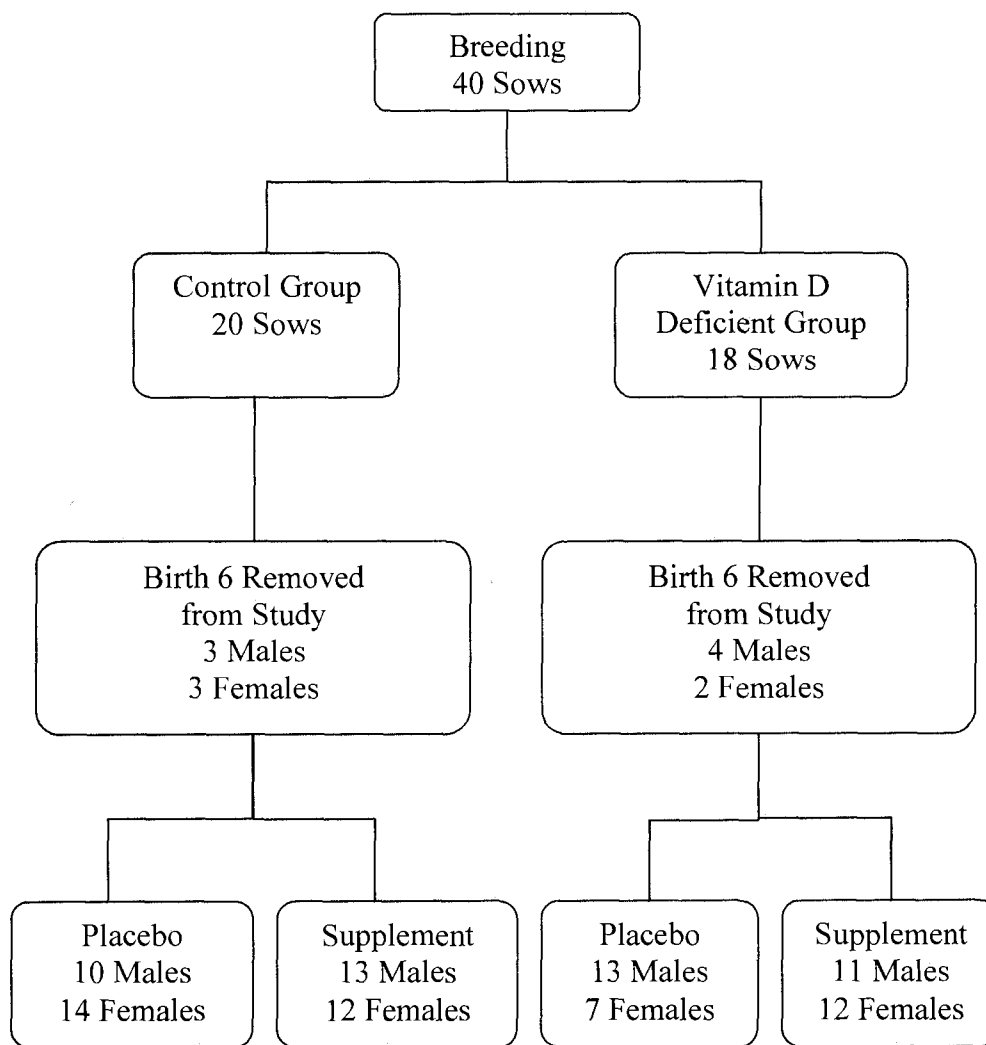 Breeding
40 Sows
Control Group
20 Sows
Vitamin D
Deficient Group
18 Sows
Birth 6 Removed
from Study
3 Males
3 Females
Birth 6 Removed
from Study
4 Males
2 Females
Placebo
10 Males
14 Females
Supplement
13 Males
12 Females
Placebo
13 Males
7 Females
Supplement
11 Males
12 Females